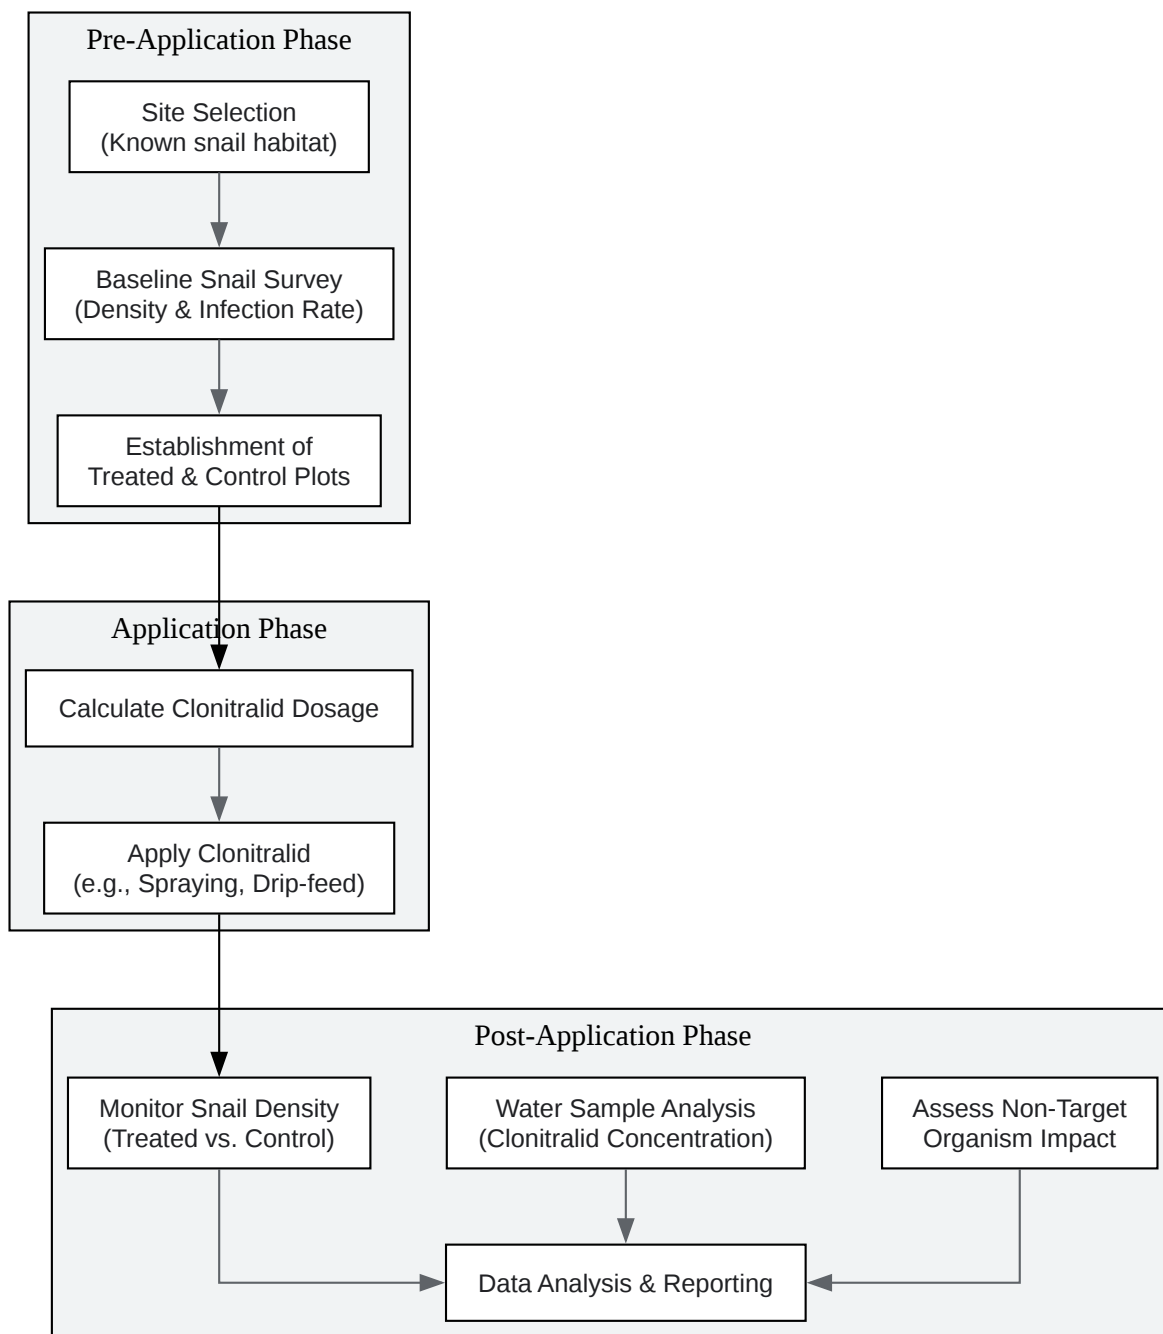 Pre-Application Phase
Site Selection
(Known snail habitat)
Baseline Snail Survey
(Density & Infection Rate)
Establishment of
Treated & Control Plots
Application Phase
Calculate Clonitralid Dosage
Apply Clonitralid
(e.g., Spraying, Drip-feed)
Post-Application Phase
Monitor Snail Density
(Treated vs. Control)
Water Sample Analysis
(Clonitralid Concentration)
Assess Non-Target
Organism Impact
Data Analysis & Reporting